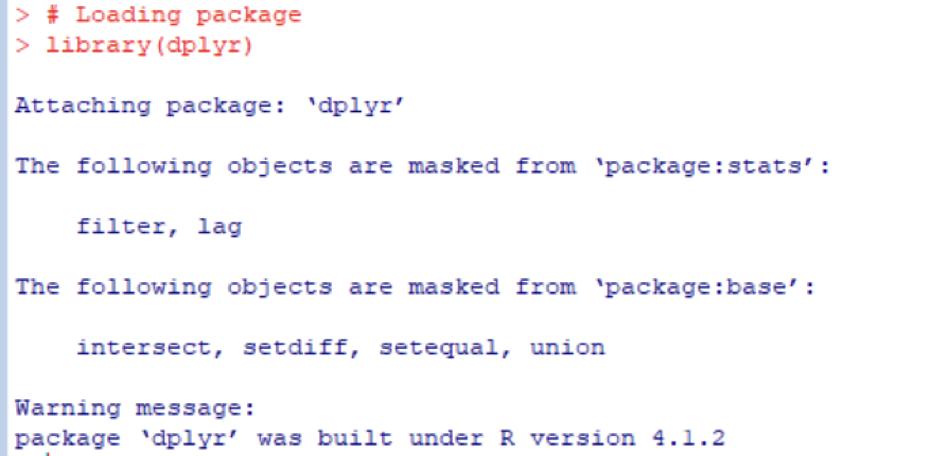 > # Loading package
> library(dplyr)
Attaching package: ‘dplyr’
The following objects are masked from ‘package:stats’:
filter, lag
The following objects are masked from ‘package:base’:
intersect, setdiff, setequal, union
Warning message:
package ‘dplyr’ was built under R version 4.1.2